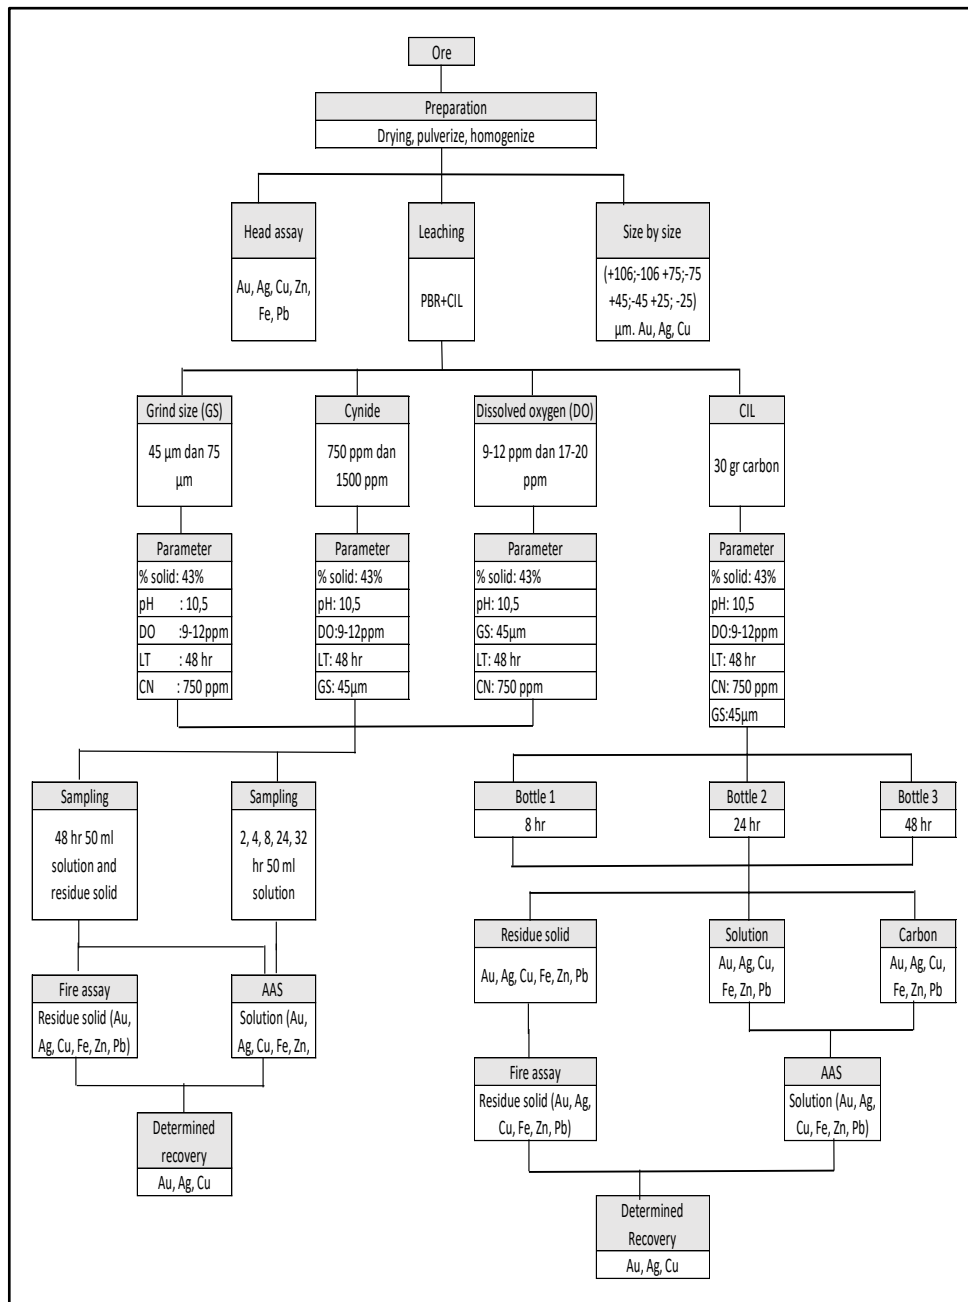 Ore
Preparation
Drying, pulverize, homogenize
Head assay
Au, Ag, Cu, Zn,
Fe, Pb
Leaching
PBR+CIL
Size by size
(+106;-106 +75;-75
+45;-45 +25; -25)
µm. Au, Ag, Cu
Grind size (GS)
45 µm dan 75
µm
Cynide
750 ppm dan
1500 ppm
Dissolved oxygen (DO)
9-12 ppm dan 17-20
ppm
CIL
30 gr carbon
Parameter
% solid: 43%
pH : 10,5
DO :9-12ppm
LT : 48 hr
CN : 750 ppm
Parameter
% solid: 43%
pH: 10,5
DO:9-12ppm
LT: 48 hr
GS: 45µm
Parameter
% solid: 43%
pH: 10,5
GS: 45µm
LT: 48 hr
CN: 750 ppm
Parameter
% solid: 43%
pH: 10,5
DO:9-12ppm
LT: 48 hr
CN: 750 ppm
GS:45µm
Sampling
48 hr 50 ml
solution and
residue solid
Sampling
2, 4, 8, 24, 32
hr 50 ml
solution
Bottle 1
8 hr
Bottle 2
24 hr
Bottle 3
48 hr
Residue solid
Au, Ag, Cu, Fe, Zn, Pb
Solution
Au, Ag, Cu,
Fe, Zn, Pb
Carbon
Au, Ag, Cu,
Fe, Zn, Pb
Fire assay
Residue solid (Au,
Ag, Cu, Fe, Zn, Pb)
AAS
Solution (Au,
Ag, Cu, Fe, Zn,
Fire assay
Residue solid (Au, Ag,
Cu, Fe, Zn, Pb)
AAS
Solution (Au, Ag,
Cu, Fe, Zn, Pb)
Determined
recovery
Au, Ag, Cu
Determined
Recovery
Au, Ag, Cu